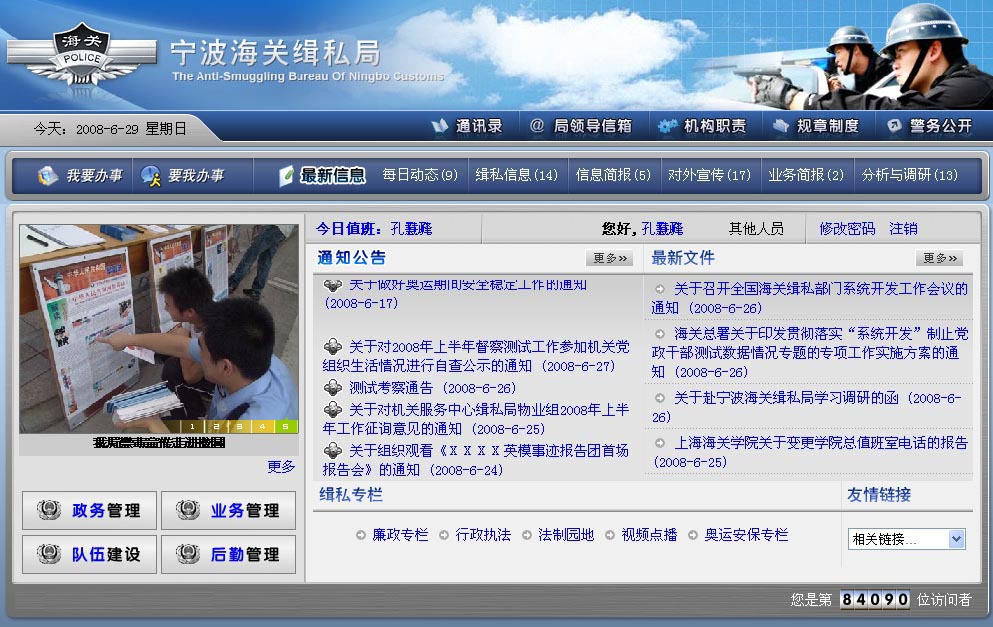 海关
POLICE
宁波海关缉私局
The Anti-Smuggling Bureau Of Ningbo Customs
今天：2008-6-29 星期日
通讯录 @ 局领导信箱 机构职责 规章制度 警务公开
我要办事 要我办事 最新信息 每日动态(9) 缉私信息(14) 信息简报(5) 对外宣传(17) 业务简报(2) 分析与调研(13)
今日值班： 您好, 其他人员 修改密码 注销
通知公告 更多»
关于做好奥运期间安全稳定工作的通知
(2008-6-17)
关于对2008年上半年督察测试工作参加机关党
组织生活情况进行自查公示的通知 (2008-6-27)
测试考察通告 (2008-6-26)
关于对机关服务中心缉私局物业组2008年上半
年工作征询意见的通知 (2008-6-25)
关于组织观看《ＸＸＸＸ英模事迹报告团首场
报告会》的通知 (2008-6-24)
最新文件 更多»
关于召开全国海关缉私部门系统开发工作会议的
通知 (2008-6-26)
海关总署关于印发贯彻落实“系统开发”制止党
政干部测试数据情况专题的专项工作实施方案的通
知 (2008-6-26)
关于赴宁波海关缉私局学习调研的函 (2008-6-
26)
上海海关学院关于变更学院总值班室电话的报告
(2008-6-25)
1 2 3 4 5
更多
政务管理 业务管理
队伍建设 后勤管理
缉私专栏
廉政专栏 行政执法 法制园地 视频点播 奥运安保专栏
友情链接
相关链接...
您是第 84090 位访问者